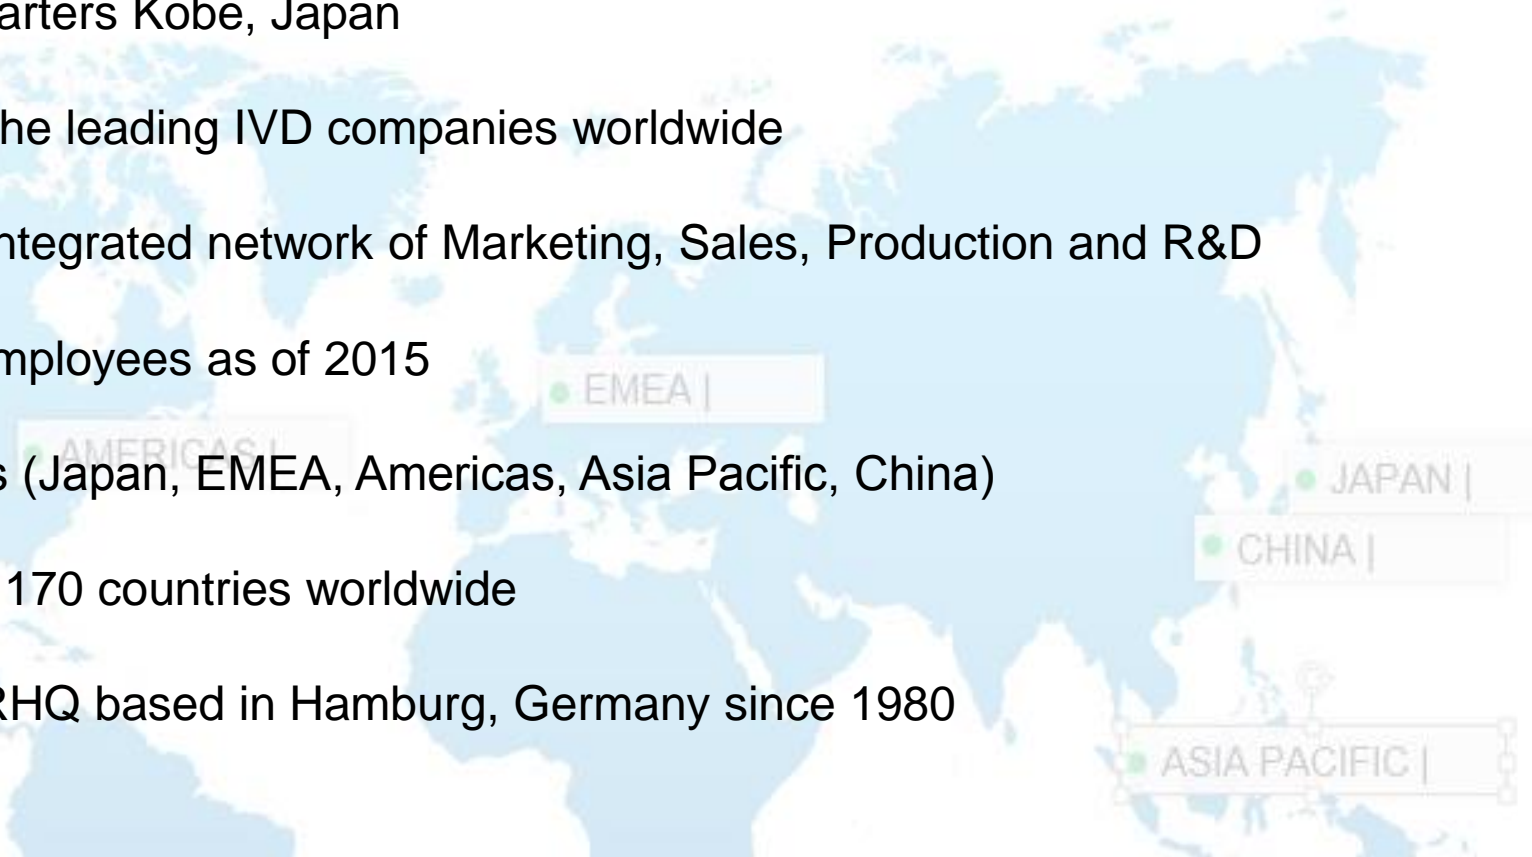 arters Kobe, Japan
he leading IVD companies worldwide
ntegrated network of Marketing, Sales, Production and R&D
mployees as of 2015
EMEA |
AMERICAS |
s (Japan, EMEA, Americas, Asia Pacific, China)
JAPAN |
CHINA |
170 countries worldwide
RHQ based in Hamburg, Germany since 1980
ASIA PACIFIC |